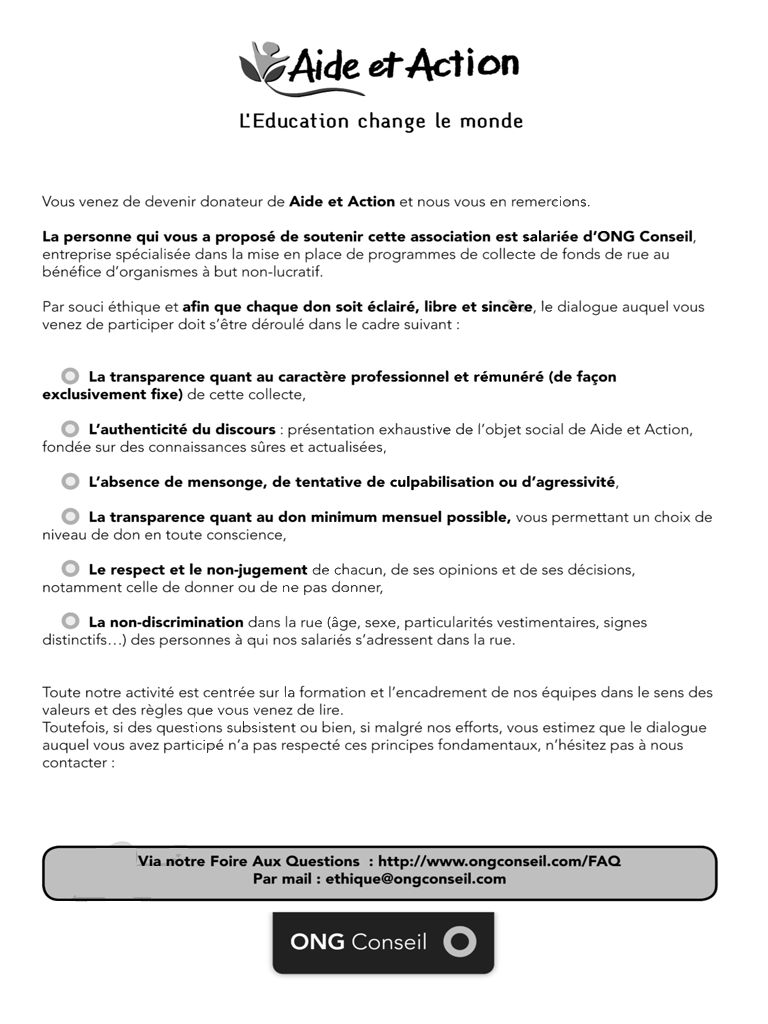 Aide et Action
L'Education change le monde
Vous venez de devenir donateur de Aide et Action et nous vous en remercions.
La personne qui vous a proposé de soutenir cette association est salariée d’ONG Conseil,
entreprise spécialisée dans la mise en place de programmes de collecte de fonds de rue au
bénéfice d’organismes à but non-lucratif.
Par souci éthique et afin que chaque don soit éclairé, libre et sincère, le dialogue auquel vous
venez de participer doit s’être déroulé dans le cadre suivant :
La transparence quant au caractère professionnel et rémunéré (de façon
exclusivement fixe) de cette collecte,
L’authenticité du discours : présentation exhaustive de l’objet social de Aide et Action,
fondée sur des connaissances sûres et actualisées,
L’absence de mensonge, de tentative de culpabilisation ou d’agressivité,
La transparence quant au don minimum mensuel possible, vous permettant un choix de
niveau de don en toute conscience,
Le respect et le non-jugement de chacun, de ses opinions et de ses décisions,
notamment celle de donner ou de ne pas donner,
La non-discrimination dans la rue (âge, sexe, particularités vestimentaires, signes
distinctifs…) des personnes à qui nos salariés s’adressent dans la rue.
Toute notre activité est centrée sur la formation et l’encadrement de nos équipes dans le sens des
valeurs et des règles que vous venez de lire.
Toutefois, si des questions subsistent ou bien, si malgré nos efforts, vous estimez que le dialogue
auquel vous avez participé n’a pas respecté ces principes fondamentaux, n’hésitez pas à nous
contacter :
Via notre Foire Aux Questions  : http://www.ongconseil.com/FAQ
Par mail : ethique@ongconseil.com
ONG Conseil